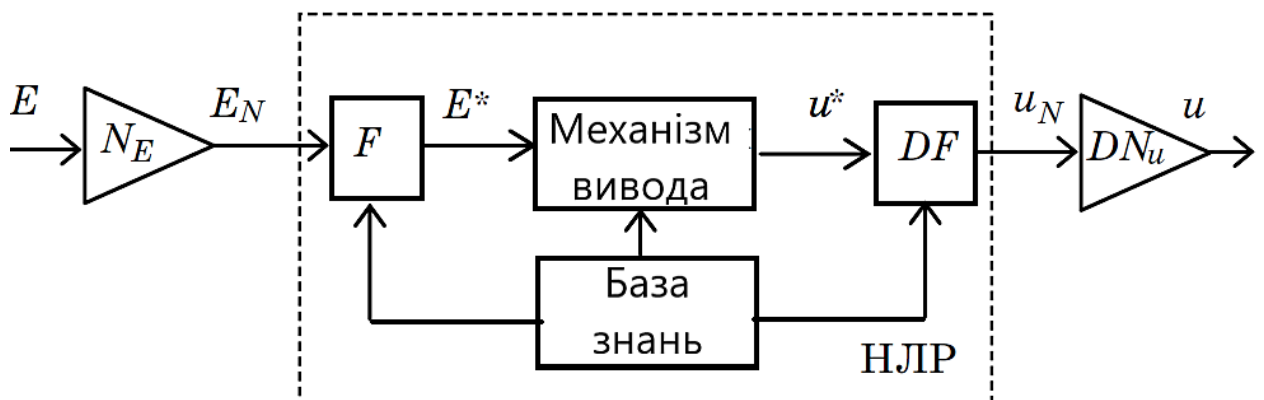 E
N_E
E_N
F
E*
Механізм
вивода
u*
DF
u_N
DN_u
u
База
знань
НЛР